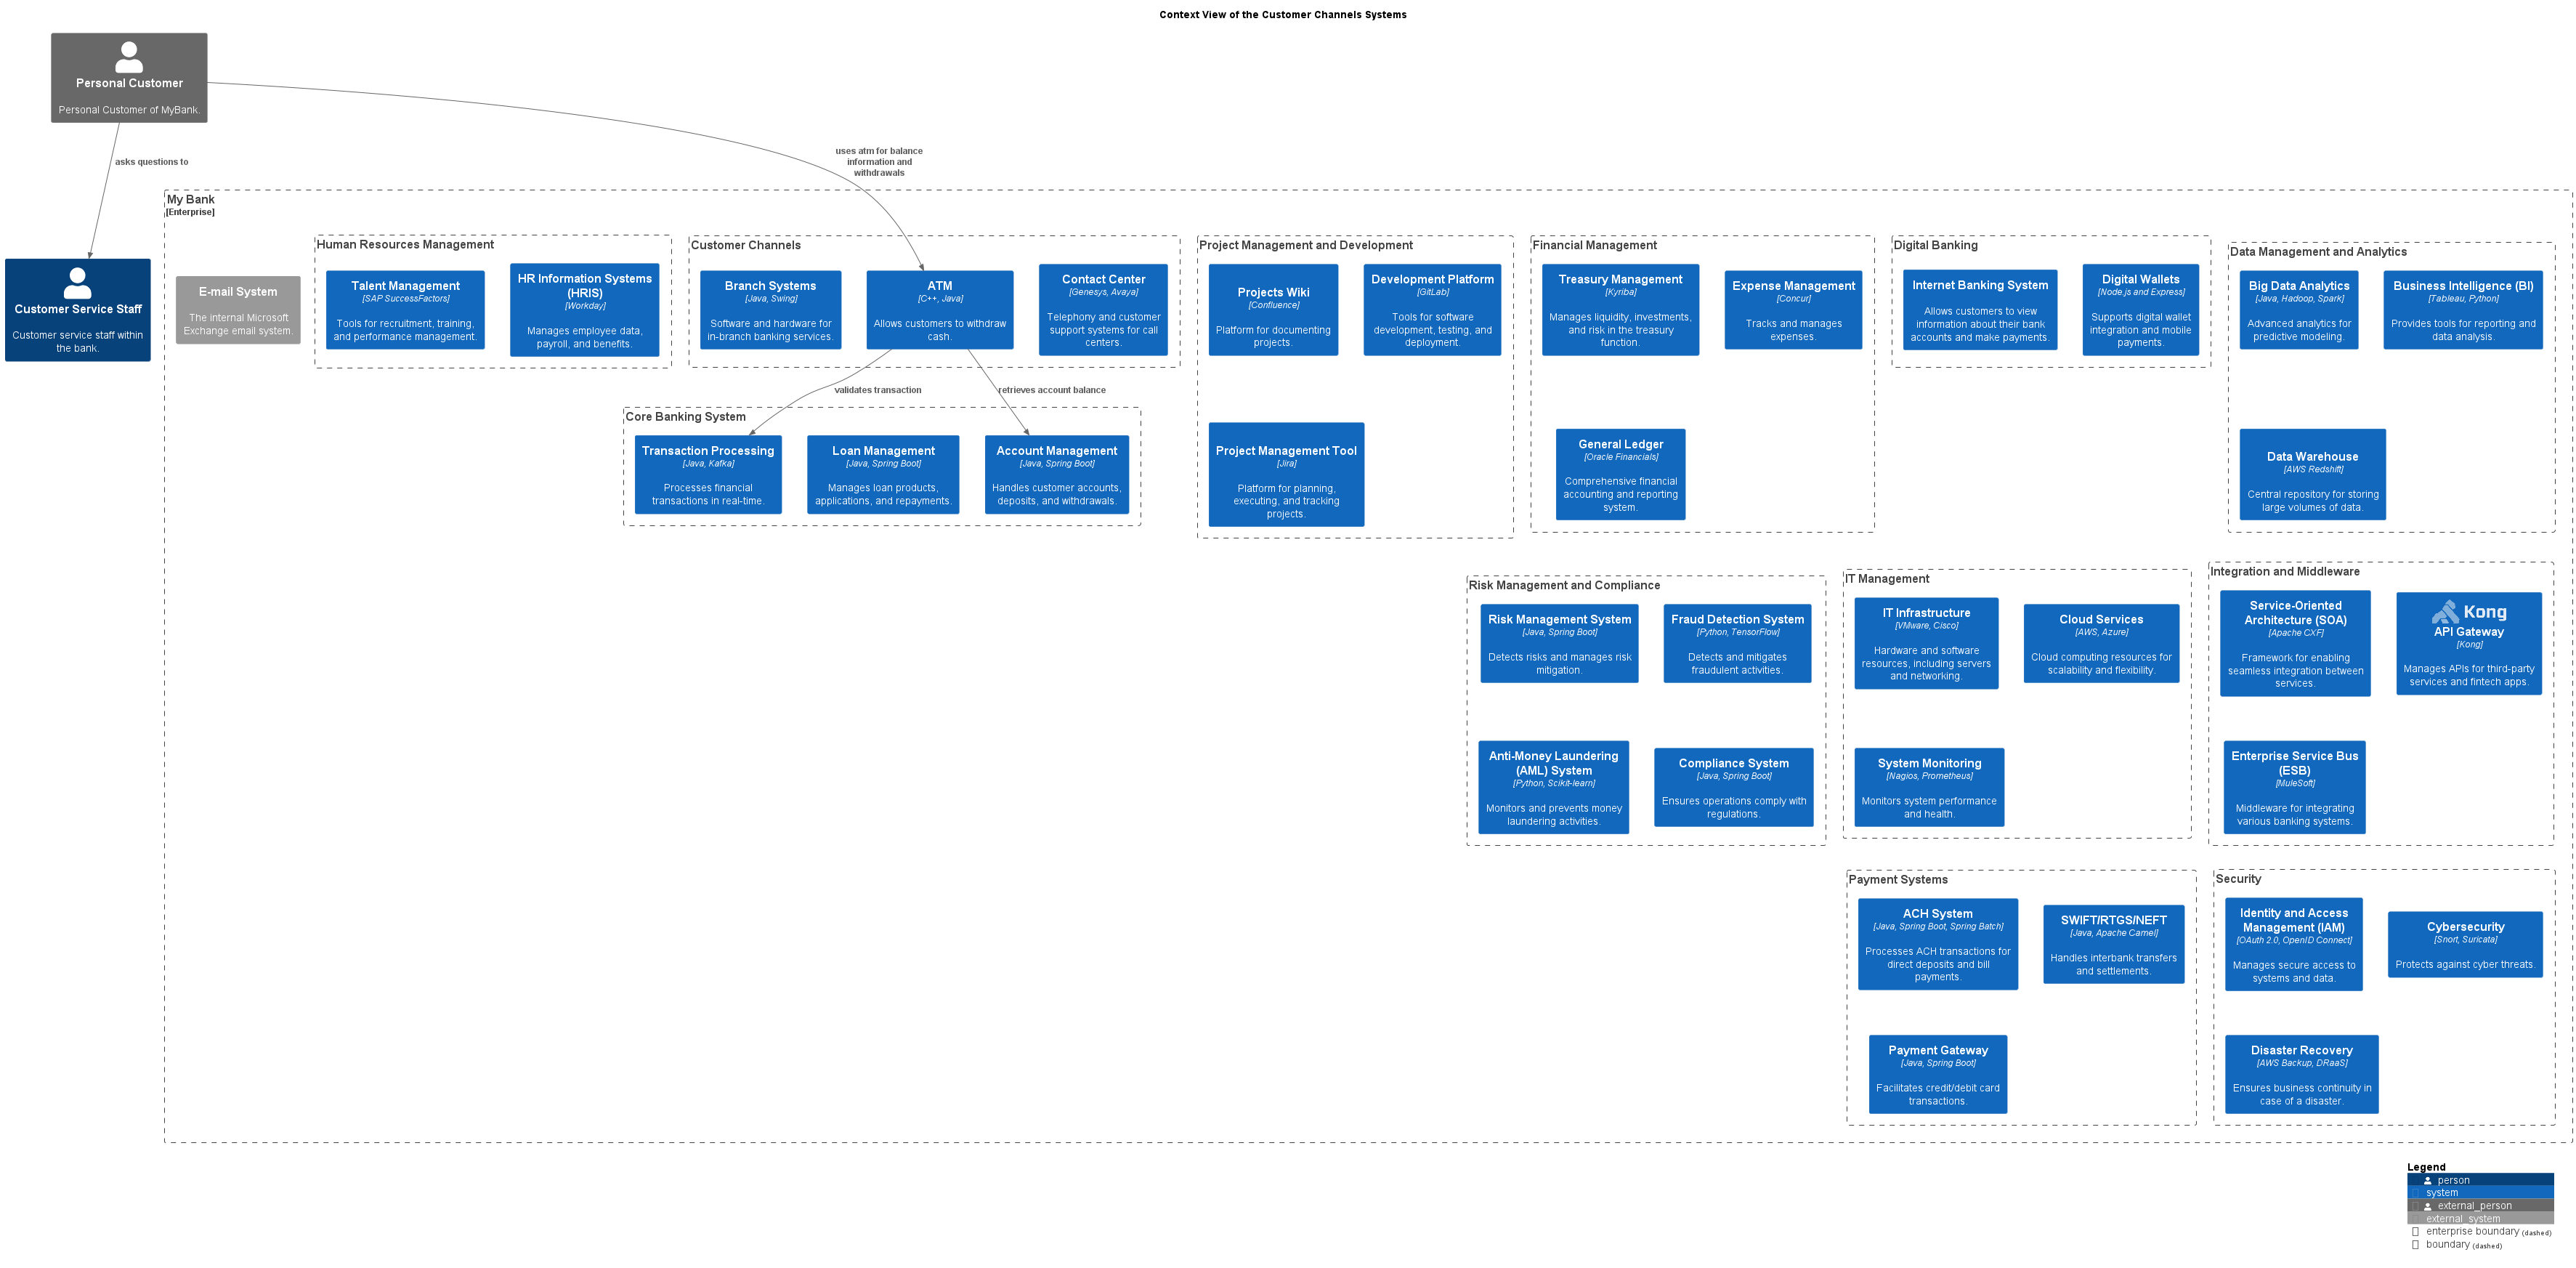 Context View of the Customer Channels Systems
Personal Customer
Personal Customer of MyBank.
asks questions to
uses atm for balance
information and
withdrawals
Customer Service Staff
Customer service staff within
the bank.
My Bank
[Enterprise]
E-mail System
The internal Microsoft
Exchange email system.
Human Resources Management
Talent Management
[SAP SuccessFactors]
Tools for recruitment, training,
and performance management.
HR Information Systems
(HRIS)
[Workday]
Manages employee data,
payroll, and benefits.
Customer Channels
Branch Systems
[Java, Swing]
Software and hardware for
in-branch banking services.
ATM
[C++, Java]
Allows customers to withdraw
cash.
Contact Center
[Genesys, Avaya]
Telephony and customer
support systems for call
centers.
validates transaction
retrieves account balance
Core Banking System
Transaction Processing
[Java, Kafka]
Processes financial
transactions in real-time.
Loan Management
[Java, Spring Boot]
Manages loan products,
applications, and repayments.
Account Management
[Java, Spring Boot]
Handles customer accounts,
deposits, and withdrawals.
Project Management and Development
Projects Wiki
[Confluence]
Platform for documenting
projects.
Development Platform
[GitLab]
Tools for software
development, testing, and
deployment.
Project Management Tool
[Jira]
Platform for planning,
executing, and tracking
projects.
Financial Management
Treasury Management
[Kyriba]
Manages liquidity, investments,
and risk in the treasury
function.
Expense Management
[Concur]
Tracks and manages
expenses.
General Ledger
[Oracle Financials]
Comprehensive financial
accounting and reporting
system.
Digital Banking
Internet Banking System
Allows customers to view
information about their bank
accounts and make payments.
Digital Wallets
[Node.js and Express]
Supports digital wallet
integration and mobile
payments.
Data Management and Analytics
Big Data Analytics
[Java, Hadoop, Spark]
Advanced analytics for
predictive modeling.
Business Intelligence (BI)
[Tableau, Python]
Provides tools for reporting and
data analysis.
Data Warehouse
[AWS Redshift]
Central repository for storing
large volumes of data.
Risk Management and Compliance
Risk Management System
[Java, Spring Boot]
Detects risks and manages risk
mitigation.
Fraud Detection System
[Python, TensorFlow]
Detects and mitigates
fraudulent activities.
Anti-Money Laundering
(AML) System
[Python, Scikit-learn]
Monitors and prevents money
laundering activities.
Compliance System
[Java, Spring Boot]
Ensures operations comply with
regulations.
IT Management
IT Infrastructure
[VMware, Cisco]
Hardware and software
resources, including servers
and networking.
Cloud Services
[AWS, Azure]
Cloud computing resources for
scalability and flexibility.
System Monitoring
[Nagios, Prometheus]
Monitors system performance
and health.
Integration and Middleware
Service-Oriented
Architecture (SOA)
[Apache CXF]
Framework for enabling
seamless integration between
services.
Kong
API Gateway
[Kong]
Manages APIs for third-party
services and fintech apps.
Enterprise Service Bus
(ESB)
[MuleSoft]
Middleware for integrating
various banking systems.
Payment Systems
ACH System
[Java, Spring Boot, Spring Batch]
Processes ACH transactions for
direct deposits and bill
payments.
SWIFT/RTGS/NEFT
[Java, Apache Camel]
Handles interbank transfers
and settlements.
Payment Gateway
[Java, Spring Boot]
Facilitates credit/debit card
transactions.
Security
Identity and Access
Management (IAM)
[OAuth 2.0, OpenID Connect]
Manages secure access to
systems and data.
Cybersecurity
[Snort, Suricata]
Protects against cyber threats.
Disaster Recovery
[AWS Backup, DRaaS]
Ensures business continuity in
case of a disaster.
Legend
person
system
external_person
external_system
enterprise boundary (dashed)
boundary (dashed)